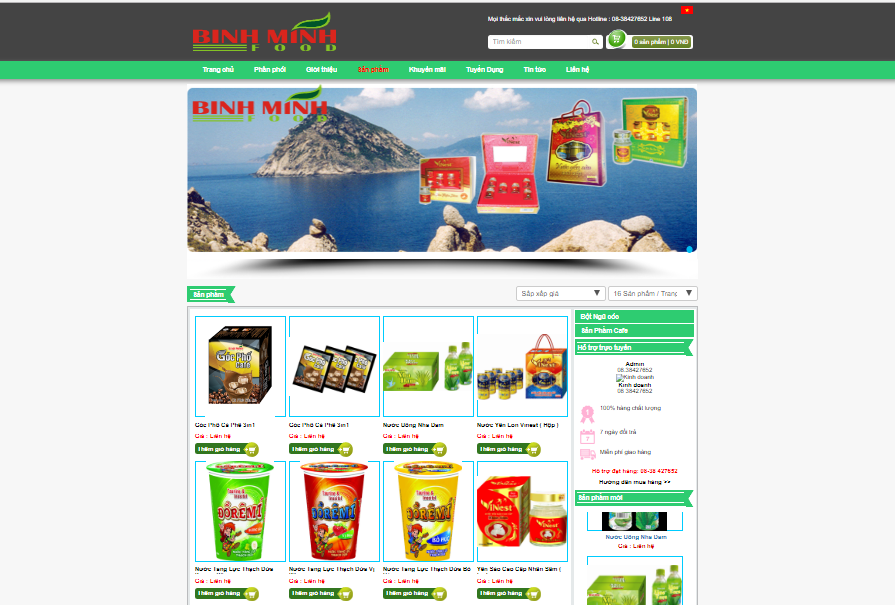 BINH MINH
FOOD
Mọi thắc mắc xin vui lòng liên hệ qua Hotline : 08-38427652 Line 108
Tìm kiếm
0 sản phẩm | 0 VNĐ
Trang chủ Phân phối Giới thiệu Sản phẩm Khuyến mãi Tuyển Dụng Tin tức Liên hệ
BINH MINH
FOOD
Sản phẩm
Sắp xếp giá
16 Sản phẩm / Trang
Góc Phố Cà Phê 3in1
Góc Phố Cà Phê 3in1
Nước Uống Nha Đam
Nước Yến Lon Vinest ( Hộp )
Giá : Liên hệ
Giá : Liên hệ
Giá : Liên hệ
Giá : Liên hệ
Thêm giỏ hàng
Thêm giỏ hàng
Thêm giỏ hàng
Thêm giỏ hàng
ĐÔRÊMÍ
ĐÔRÊMÍ
ĐÔRÊMÍ
ViNest
Nước Tăng Lực Thạch Dừa
Nước Tăng Lực Thạch Dừa Vị
Nước Tăng Lực Thạch Dừa Bò
Yến Sào Cao Cấp Nhân Sâm (
Giá : Liên hệ
Giá : Liên hệ
Giá : Liên hệ
Giá : Liên hệ
Thêm giỏ hàng
Thêm giỏ hàng
Thêm giỏ hàng
Thêm giỏ hàng
Bột Ngũ cốc
Sản Phẩm Cafe
Hỗ trợ trực tuyến
Admin
08.38427652
Kinh doanh
Kinh doanh
08.38427652
100% hàng chất lượng
7 ngày đổi trả
Miễn phí giao hàng
Hỗ trợ đặt hàng: 08-38 427652
Hướng dẫn mua hàng >>
Sản phẩm mới
Nước Uống Nha Đam
Giá : Liên hệ